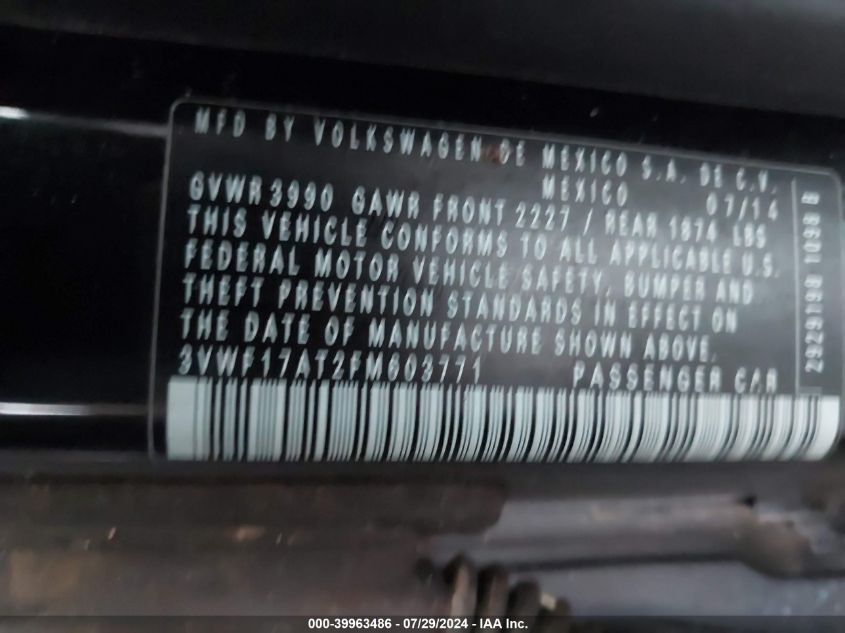 MFD BY VOLKSWAGEN DE MEXICO S.A. DE C.V.
MEXICO 07/14
GVWR 3990 GAWR FRONT 2227 / REAR 1874 LBS
THIS VEHICLE CONFORMS TO ALL APPLICABLE U.S.
FEDERAL MOTOR VEHICLE SAFETY, BUMPER AND
THEFT PREVENTION STANDARDS IN EFFECT ON
THE DATE OF MANUFACTURE SHOWN ABOVE.
3VWF17AT2FM603771 PASSENGER CAR
2929198 1098 B
000-39963486 / 07/29/2024 - IAA, Inc.